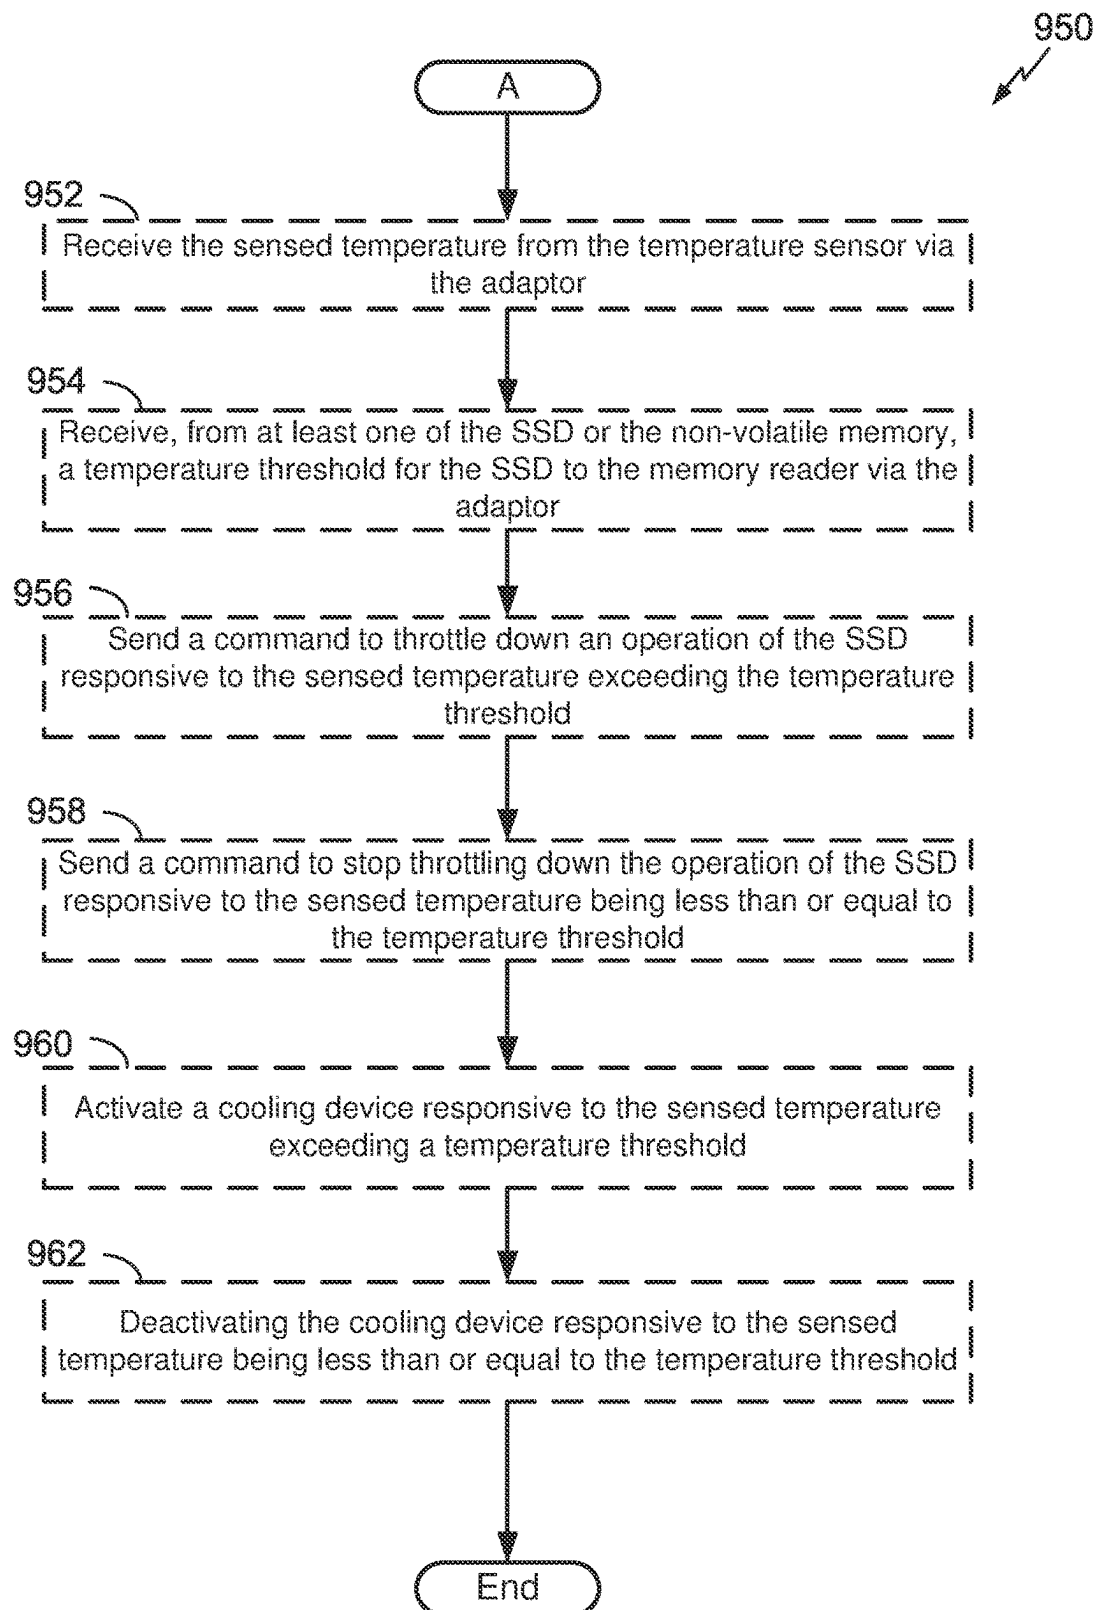 950
A
952
Receive the sensed temperature from the temperature sensor via
the adaptor
954
Receive, from at least one of the SSD or the non-volatile memory,
a temperature threshold for the SSD to the memory reader via the
adaptor
956
Send a command to throttle down an operation of the SSD
responsive to the sensed temperature exceeding the temperature
threshold
958
Send a command to stop throttling down the operation of the SSD
responsive to the sensed temperature being less than or equal to
the temperature threshold
960
Activate a cooling device responsive to the sensed temperature
exceeding a temperature threshold
962
Deactivating the cooling device responsive to the sensed
temperature being less than or equal to the temperature threshold
End